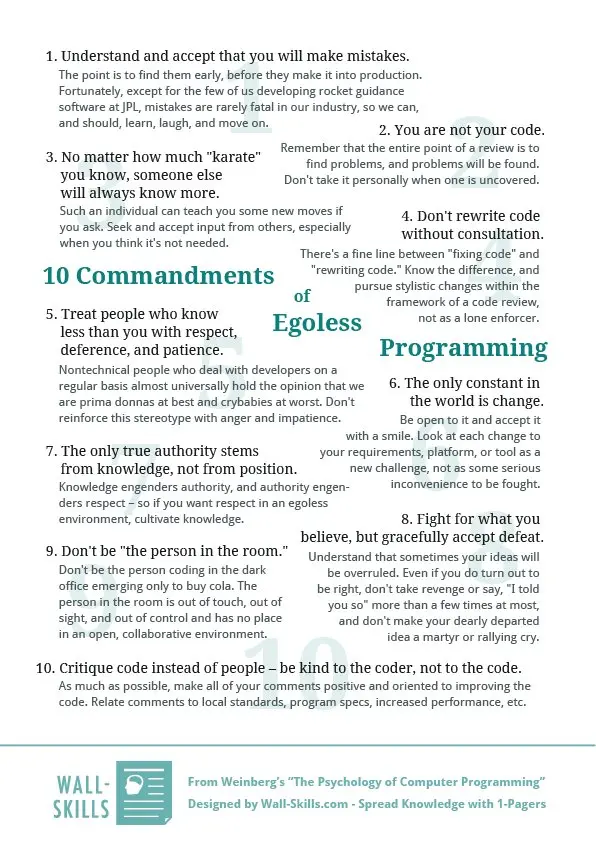 1. Understand and accept that you will make mistakes.
The point is to find them early, before they make it into production.
Fortunately, except for the few of us developing rocket guidance
software at JPL, mistakes are rarely fatal in our industry, so we can,
and should, learn, laugh, and move on.
2. You are not your code.
Remember that the entire point of a review is to
find problems, and problems will be found.
Don't take it personally when one is uncovered.
3. No matter how much "karate"
you know, someone else
will always know more.
Such an individual can teach you some new moves if
you ask. Seek and accept input from others, especially
when you think it's not needed.
4. Don't rewrite code
without consultation.
There's a fine line between "fixing code" and
"rewriting code." Know the difference, and
pursue stylistic changes within the
framework of a code review,
not as a lone enforcer.
10 Commandments
of
Egoless
Programming
5. Treat people who know
less than you with respect,
deference, and patience.
Nontechnical people who deal with developers on a
regular basis almost universally hold the opinion that we
are prima donnas at best and crybabies at worst. Don't
reinforce this stereotype with anger and impatience.
6. The only constant in
the world is change.
Be open to it and accept it
with a smile. Look at each change to
your requirements, platform, or tool as a
new challenge, not as some serious
inconvenience to be fought.
7. The only true authority stems
from knowledge, not from position.
Knowledge engenders authority, and authority engen-
ders respect – so if you want respect in an egoless
environment, cultivate knowledge.
8. Fight for what you
believe, but gracefully accept defeat.
Understand that sometimes your ideas will
be overruled. Even if you do turn out to
be right, don't take revenge or say, "I told
you so" more than a few times at most,
and don't make your dearly departed
idea a martyr or rallying cry.
9. Don't be "the person in the room."
Don't be the person coding in the dark
office emerging only to buy cola. The
person in the room is out of touch, out of
sight, and out of control and has no place
in an open, collaborative environment.
10. Critique code instead of people – be kind to the coder, not to the code.
As much as possible, make all of your comments positive and oriented to improving the
code. Relate comments to local standards, program specs, increased performance, etc.
1
2
3
4
5
6
7
8
9
10
WALL-
SKILLS
From Weinberg's "The Psychology of Computer Programming"
Designed by Wall-Skills.com - Spread Knowledge with 1-Pagers